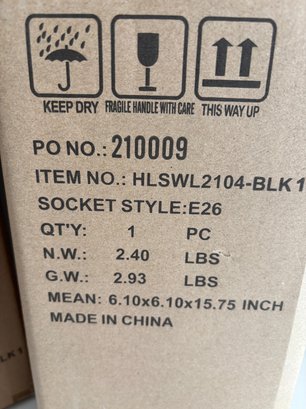 KEEP DRY FRAGILE HANDLE WITH CARE THIS WAY UP
PO NO.: 210009
ITEM NO.: HLSWL2104-BLK1
SOCKET STYLE:E26
QT'Y: 1 PC
N.W.: 2.40 LBS
G.W.: 2.93 LBS
MEAN: 6.10x6.10x15.75 INCH
MADE IN CHINA
LK1